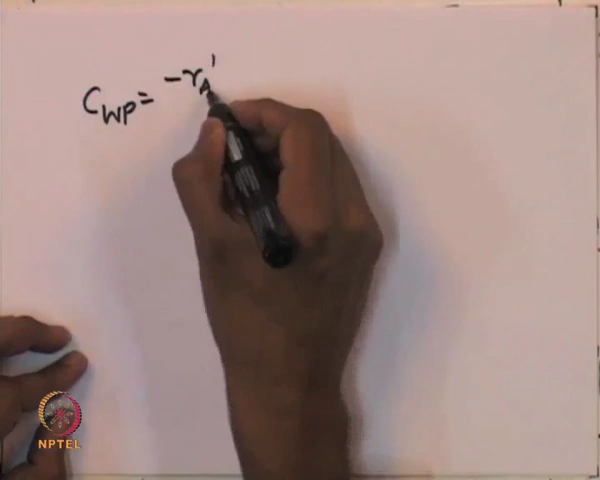 C_WP = -r_A'
NPTEL